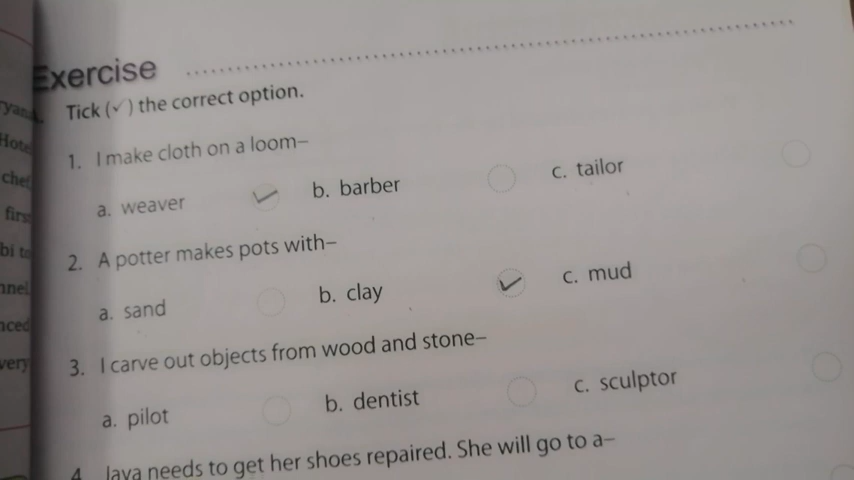 Exercise
Tick (✓) the correct option.
1. I make cloth on a loom–
a. weaver ✓ b. barber c. tailor
2. A potter makes pots with–
a. sand b. clay ✓ c. mud
3. I carve out objects from wood and stone–
a. pilot b. dentist c. sculptor
4. Jaya needs to get her shoes repaired. She will go to a–